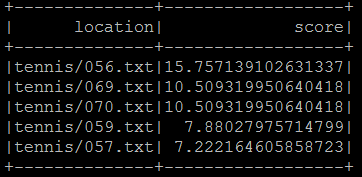 +--------------+------------------+
|      location|             score|
+--------------+------------------+
|tennis/056.txt|15.757139102631337|
|tennis/069.txt|10.509319950640418|
|tennis/070.txt|10.509319950640418|
|tennis/059.txt|  7.88027975714799|
|tennis/057.txt| 7.222164605858723|
+--------------+------------------+